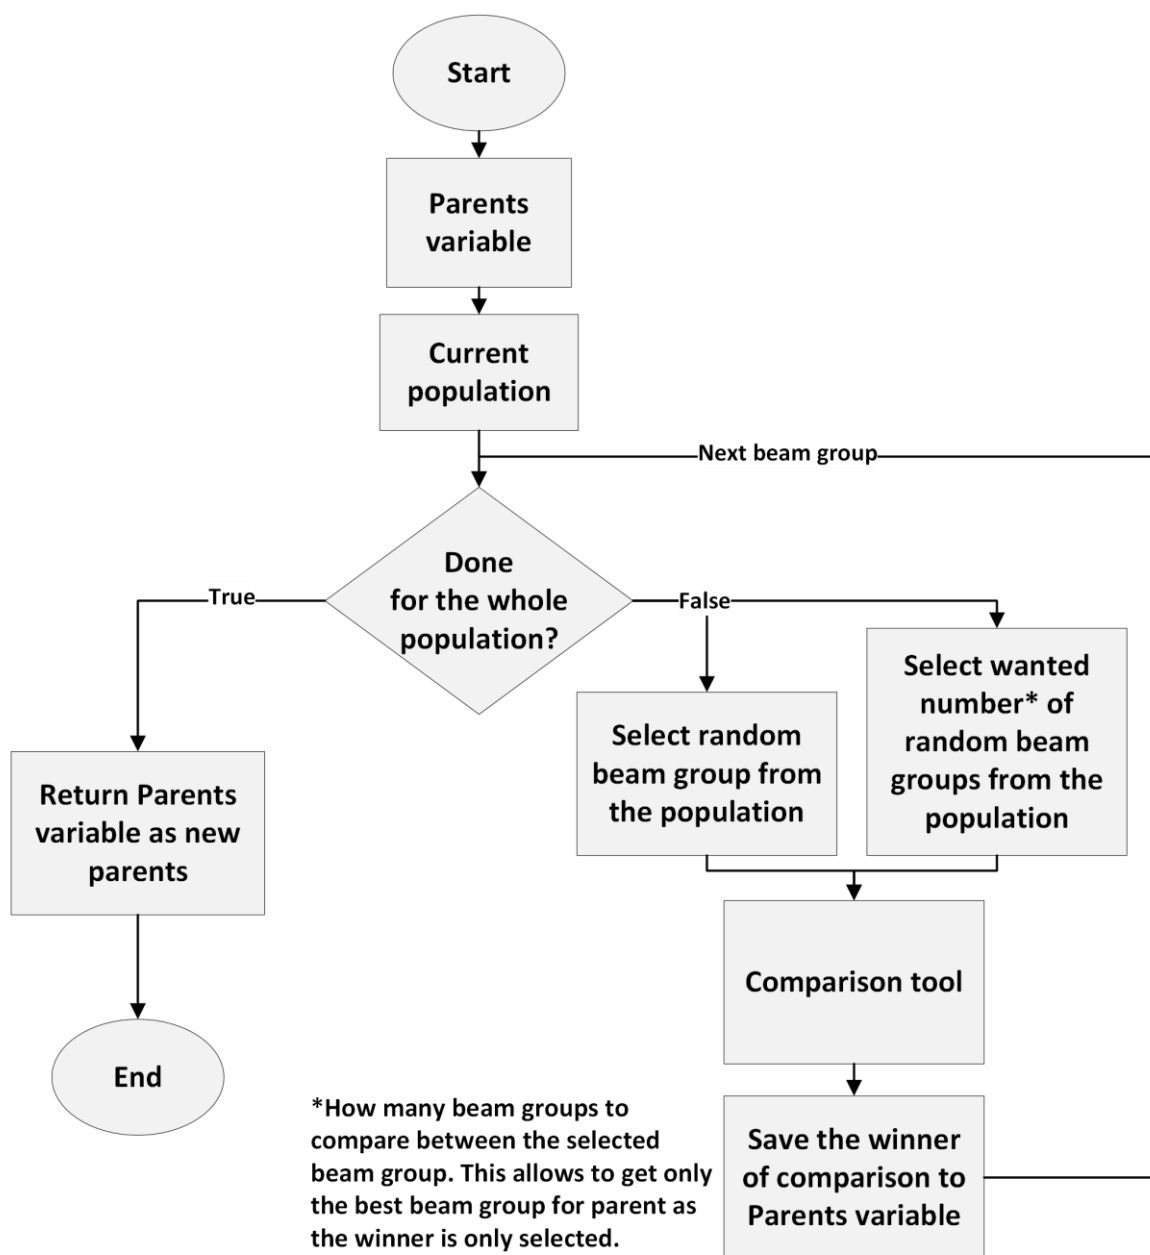 Start
Parents
variable
Current
population
Next beam group
Done
for the whole
population?
True
False
Select random
beam group from
the population
Select wanted
number* of
random beam
groups from the
population
Return Parents
variable as new
parents
Comparison tool
End
Save the winner
of comparison to
Parents variable
*How many beam groups to
compare between the selected
beam group. This allows to get only
the best beam group for parent as
the winner is only selected.